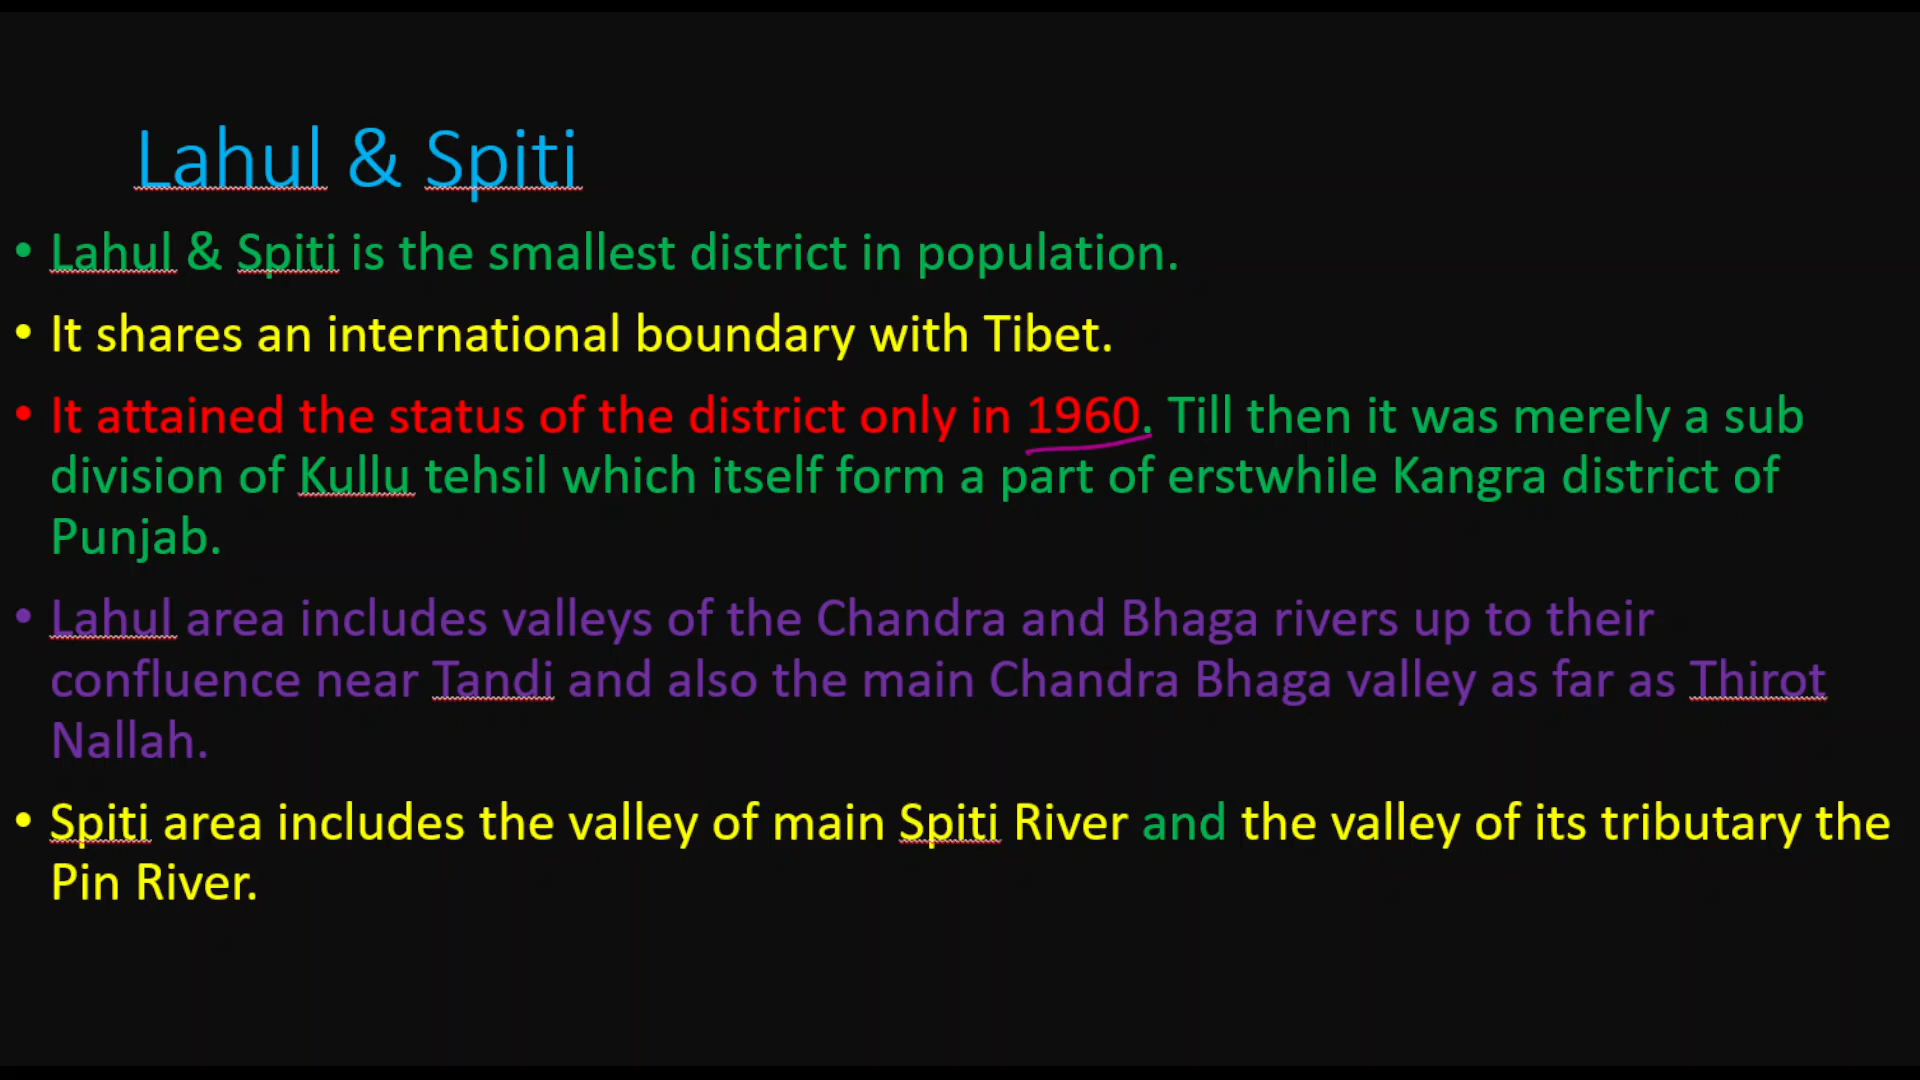 Lahul & Spiti
• Lahul & Spiti is the smallest district in population.
• It shares an international boundary with Tibet.
• It attained the status of the district only in 1960. Till then it was merely a sub
division of Kullu tehsil which itself form a part of erstwhile Kangra district of
Punjab.
• Lahul area includes valleys of the Chandra and Bhaga rivers up to their
confluence near Tandi and also the main Chandra Bhaga valley as far as Thirot
Nallah.
• Spiti area includes the valley of main Spiti River and the valley of its tributary the
Pin River.